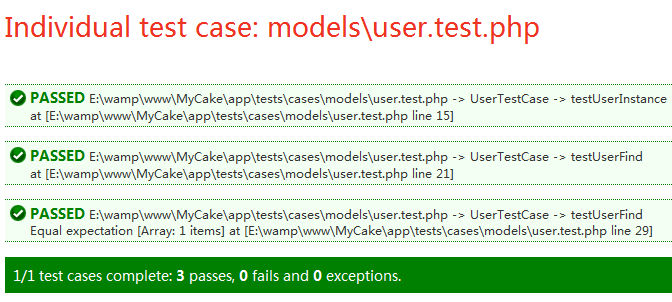 Individual test case: models\user.test.php
PASSED E:\wamp\www\MyCake\app\tests\cases\models\user.test.php -> UserTestCase -> testUserInstance
at [E:\wamp\www\MyCake\app\tests\cases\models\user.test.php line 15]
PASSED E:\wamp\www\MyCake\app\tests\cases\models\user.test.php -> UserTestCase -> testUserFind
at [E:\wamp\www\MyCake\app\tests\cases\models\user.test.php line 21]
PASSED E:\wamp\www\MyCake\app\tests\cases\models\user.test.php -> UserTestCase -> testUserFind
Equal expectation [Array: 1 items] at [E:\wamp\www\MyCake\app\tests\cases\models\user.test.php line 29]
1/1 test cases complete: 3 passes, 0 fails and 0 exceptions.